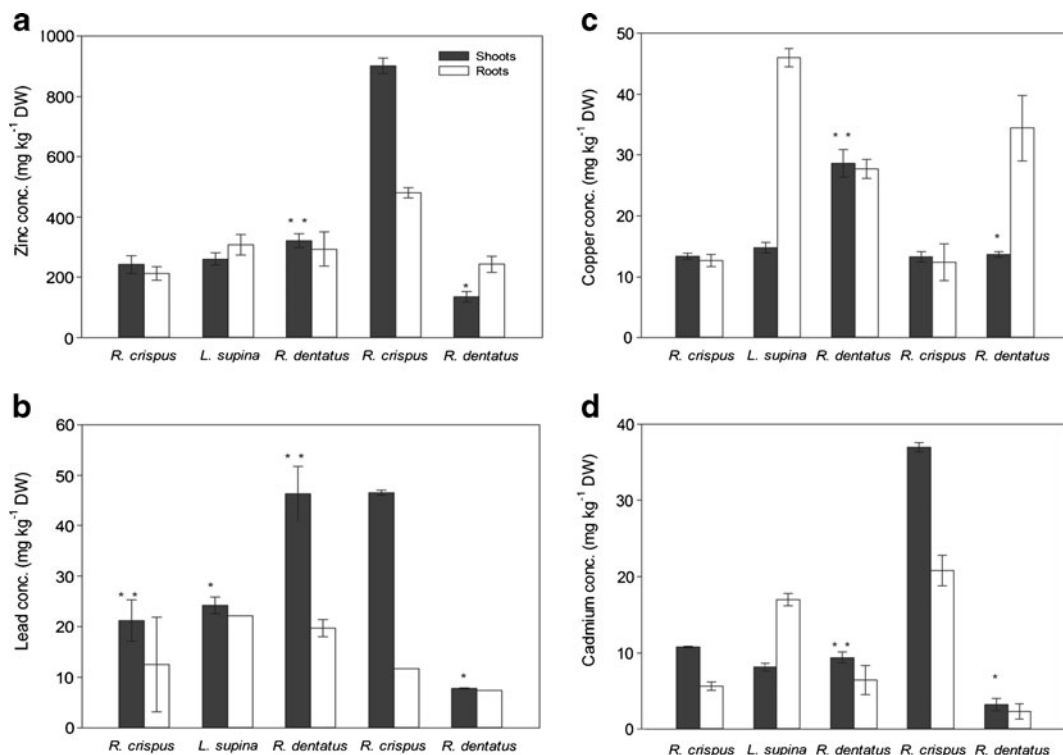 a
1000
800
600
400
200
0
Zinc conc. (mg kg⁻¹ DW)
Shoots
Roots
* *
*
R. crispus L. supina R. dentatus R. crispus R. dentatus
c
50
40
30
20
10
0
Copper conc. (mg kg⁻¹ DW)
* *
*
R. crispus L. supina R. dentatus R. crispus R. dentatus
b
60
50
40
30
20
10
0
Lead conc. (mg kg⁻¹ DW)
* *
*
* *
*
R. crispus L. supina R. dentatus R. crispus R. dentatus
d
40
30
20
10
0
Cadmium conc. (mg kg⁻¹ DW)
* *
*
R. crispus L. supina R. dentatus R. crispus R. dentatus